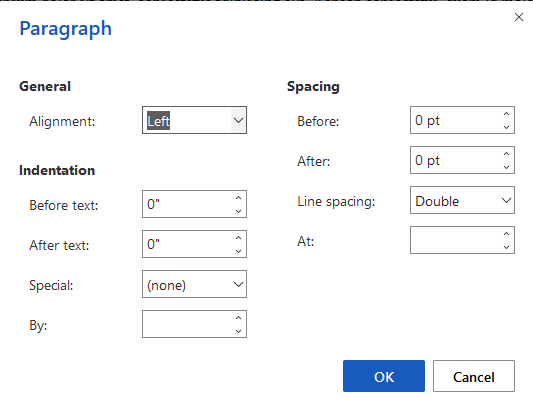 Paragraph
General
Alignment: Left
Indentation
Before text: 0"
After text: 0"
Special: (none)
By:
Spacing
Before: 0 pt
After: 0 pt
Line spacing: Double
At:
OK Cancel